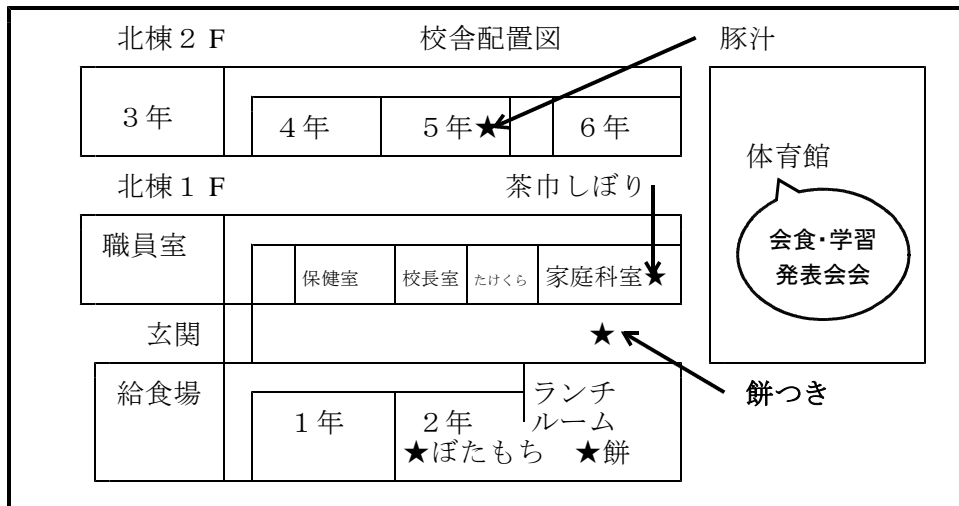 北棟２Ｆ 校舎配置図 豚汁
３年 ４年 ５年★ ６年
体育館
北棟１Ｆ 茶巾しぼり
職員室
保健室 校長室 たけくら 家庭科室★
会食・学習
発表会会
玄関 ★
餅つき
給食場 ランチ
１年 ２年 ルーム
★ぼたもち ★餅